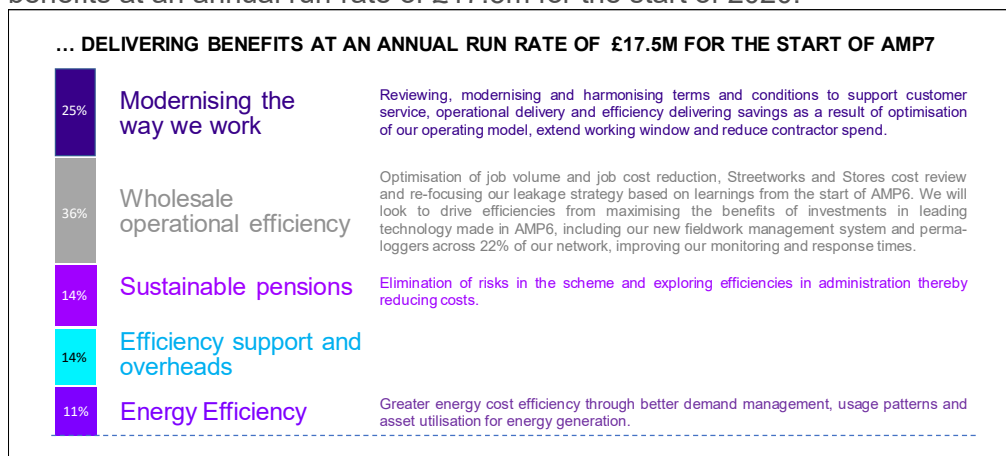 … DELIVERING BENEFITS AT AN ANNUAL RUN RATE OF £17.5M FOR THE START OF AMP7
25%
Modernising the
way we work
Reviewing, modernising and harmonising terms and conditions to support customer
service, operational delivery and efficiency delivering savings as a result of optimisation
of our operating model, extend working window and reduce contractor spend.
36%
Wholesale
operational efficiency
Optimisation of job volume and job cost reduction, Streetworks and Stores cost review
and re-focusing our leakage strategy based on learnings from the start of AMP6. We will
look to drive efficiencies from maximising the benefits of investments in leading
technology made in AMP6, including our new fieldwork management system and perma-
loggers across 22% of our network, improving our monitoring and response times.
14%
Sustainable pensions
Elimination of risks in the scheme and exploring efficiencies in administration thereby
reducing costs.
14%
Efficiency support and
overheads
11%
Energy Efficiency
Greater energy cost efficiency through better demand management, usage patterns and
asset utilisation for energy generation.